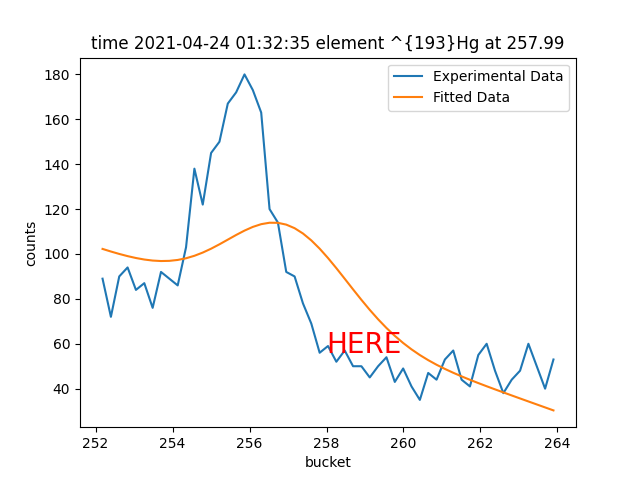 time 2021-04-24 01:32:35 element ^{193}Hg at 257.99
Experimental Data
Fitted Data
counts
180
160
140
120
100
80
60
40
HERE
252 254 256 258 260 262 264
bucket